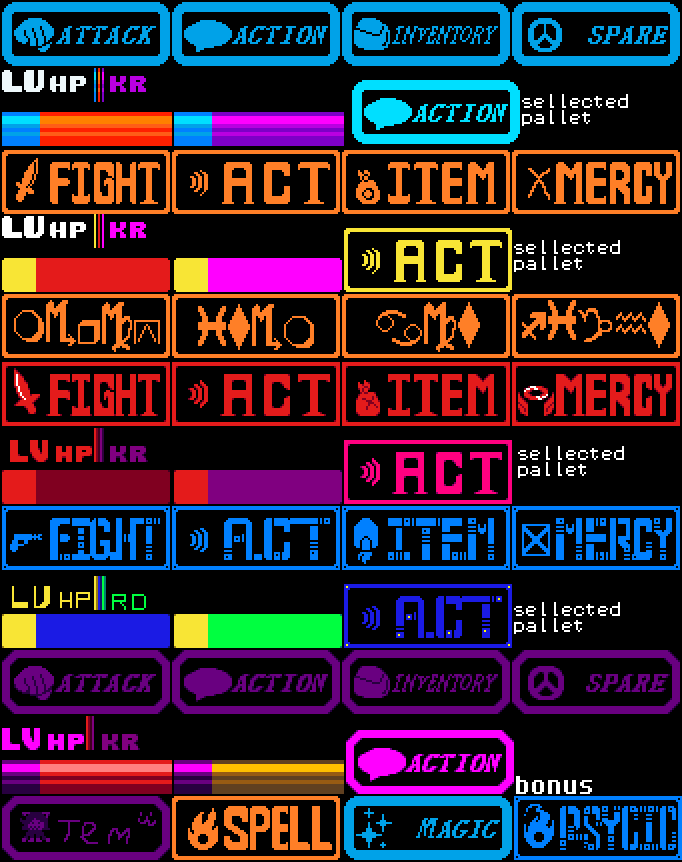 ATTACK ACTION INVENTORY SPARE
LV HP KR
ACTION sellected
pallet
FIGHT ACT ITEM MERCY
LV HP KR
ACT sellected
pallet
♏ ♏
♓♦♏
♋♍♦
♐♓♑♒♦
FIGHT ACT ITEM MERCY
LV HP KR
ACT sellected
pallet
FIGHT ACT ITEM MERCY
LV HP RD
ACT sellected
pallet
ATTACK ACTION INVENTORY SPARE
LV HP KR
ACTION
bonus
Tem SPELL MAGIC PSYCIC